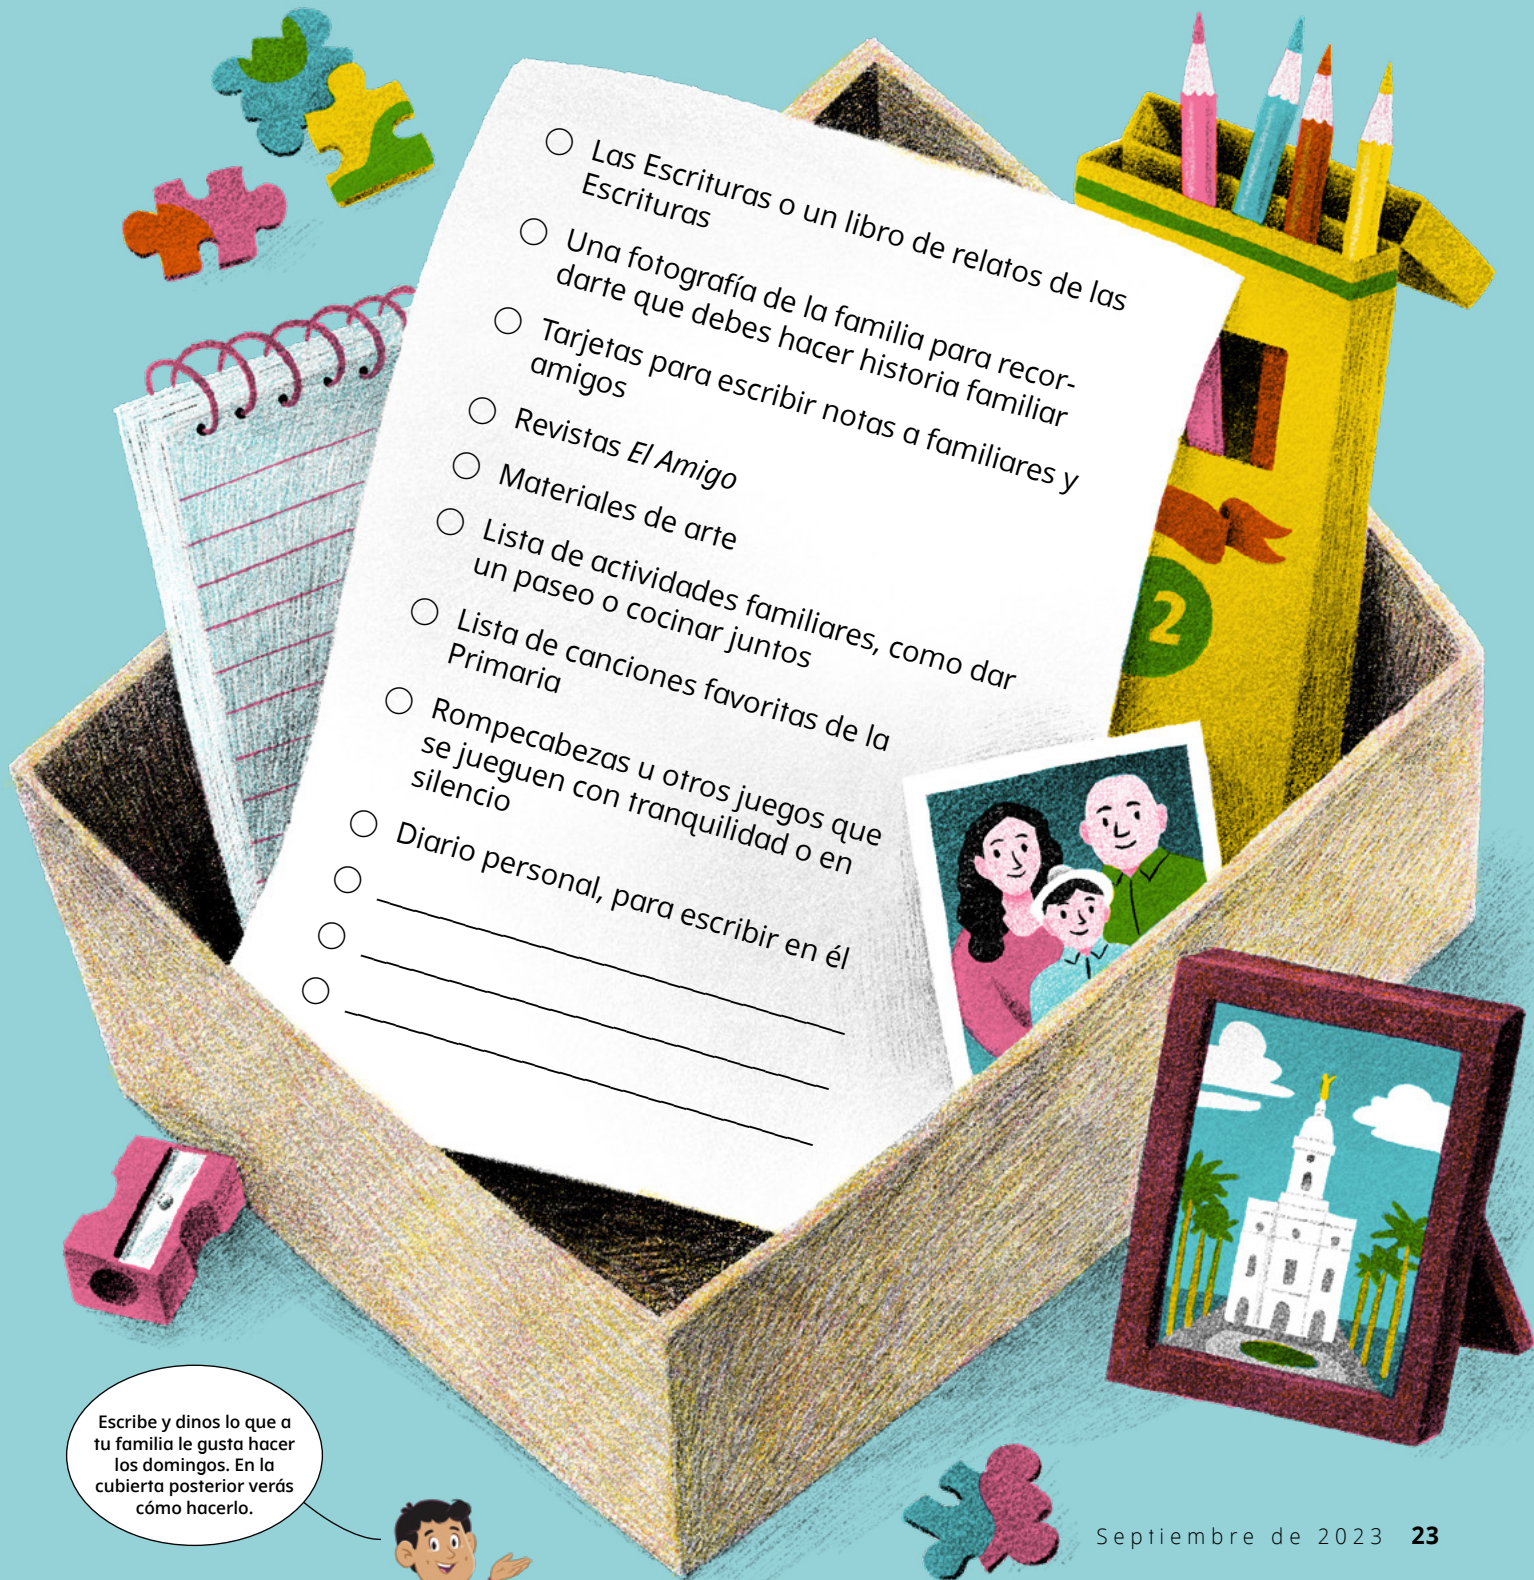 Las Escrituras o un libro de relatos de las
Escrituras
Una fotografía de la familia para recor-
darte que debes hacer historia familiar
Tarjetas para escribir notas a familiares y
amigos
Revistas El Amigo
Materiales de arte
Lista de actividades familiares, como dar
un paseo o cocinar juntos
Lista de canciones favoritas de la
Primaria
Rompecabezas u otros juegos que
se jueguen con tranquilidad o en
silencio
Diario personal, para escribir en él
2
Escribe y dinos lo que a
tu familia le gusta hacer
los domingos. En la
cubierta posterior verás
cómo hacerlo.
Septiembre de 2023 23